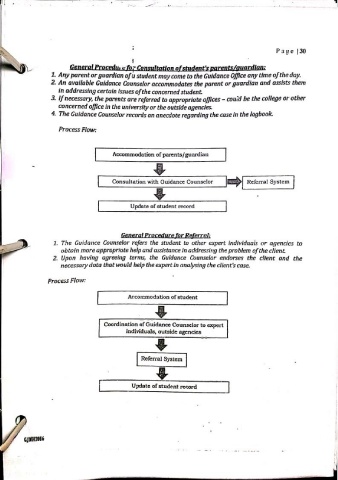 Page | 30
General Procedure for Consultation of student's parents/guardian:
1. Any parent or guardian of a student may come to the Guidance Office any time of the day.
2. An available Guidance Counselor accommodates the parent or guardian and assists them
in addressing certain issues of the concerned student.
3. If necessary, the parents are referred to appropriate offices – could be the college or other
concerned office in the university or the outside agencies.
4. The Guidance Counselor records an anecdote regarding the case in the logbook.
Process Flow:
Accommodation of parents/guardian
Consultation with Guidance Counselor
Referral System
Update of student record
General Procedure for Referral:
1. The Guidance Counselor refers the student to other expert individuals or agencies to
obtain more appropriate help and assistance in addressing the problem of the client.
2. Upon having agreeing terms, the Guidance Counselor endorses the client and the
necessary data that would help the expert in analysing the client's case.
Process Flow:
Accommodation of student
Coordination of Guidance Counselor to expert
individuals, outside agencies
Referral System
Update of student record